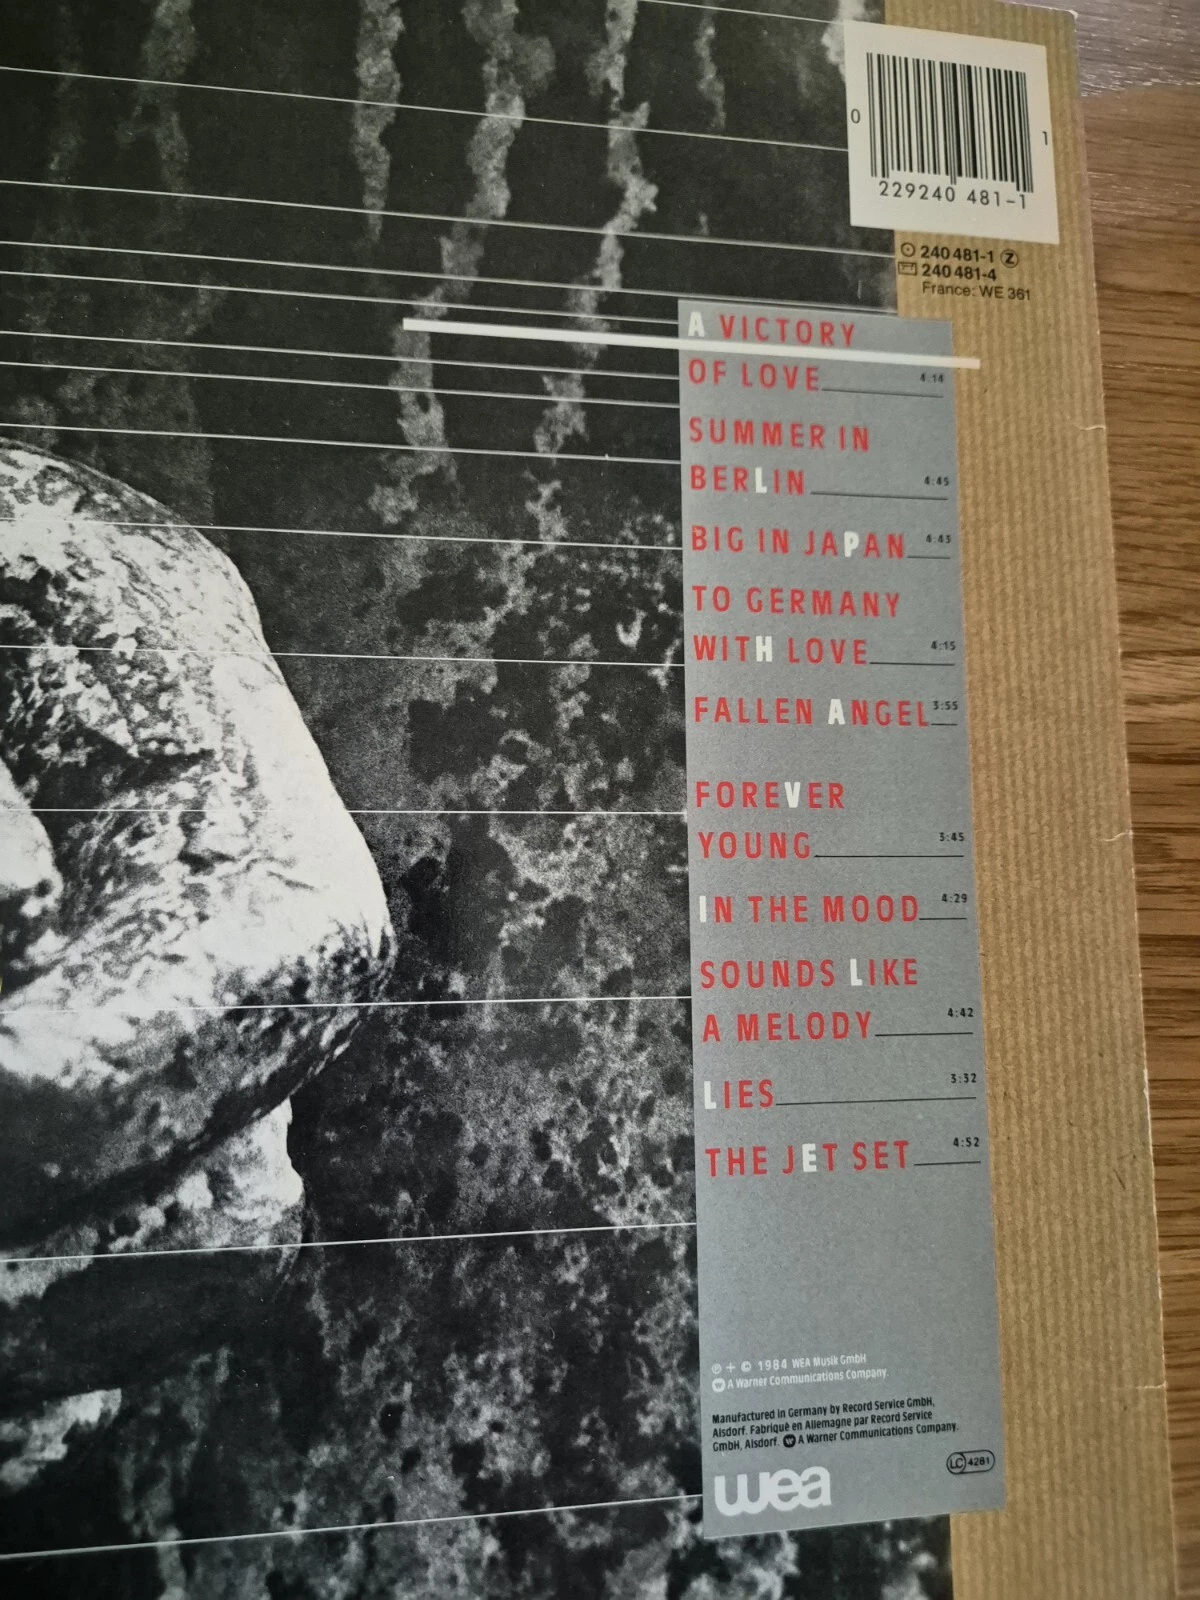 0
1
229240 481-1
240 481-1 Z
240 481-4
France: WE 361
A VICTORY
OF LOVE 4:14
SUMMER IN
BERLIN 4:45
BIG IN JAPAN 4:43
TO GERMANY
WITH LOVE 4:15
FALLEN ANGEL 3:55
FOREVER
YOUNG 3:45
IN THE MOOD 4:29
SOUNDS LIKE
A MELODY 4:42
LIES 3:32
THE JET SET 4:52
℗ + © 1984 WEA Musik GmbH
A Warner Communications Company
Manufactured in Germany by Record Service GmbH,
Alsdorf. Fabriqué en Allemagne par Record Service
GmbH, Alsdorf. A Warner Communications Company.
wea
LC 4281